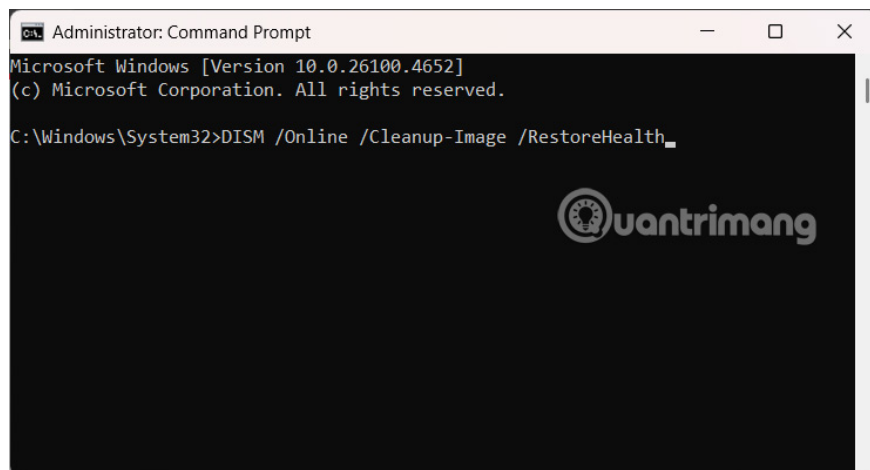 Administrator: Command Prompt
Microsoft Windows [Version 10.0.26100.4652]
(c) Microsoft Corporation. All rights reserved.
C:\Windows\System32>DISM /Online /Cleanup-Image /RestoreHealth
Quantrimang